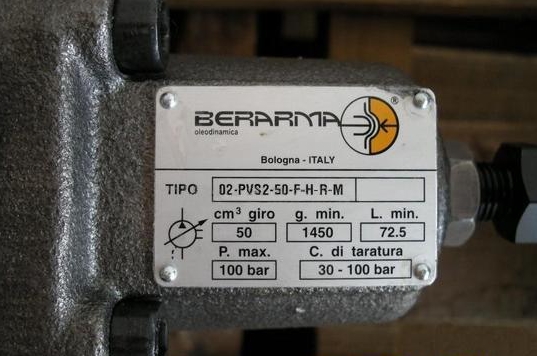 BERARMA ®
oleodinamica
Bologna - ITALY
TIPO 02-PVS2-50-F-H-R-M
cm³ giro g. min. L. min.
50 1450 72.5
P. max. C. di taratura
100 bar 30 - 100 bar